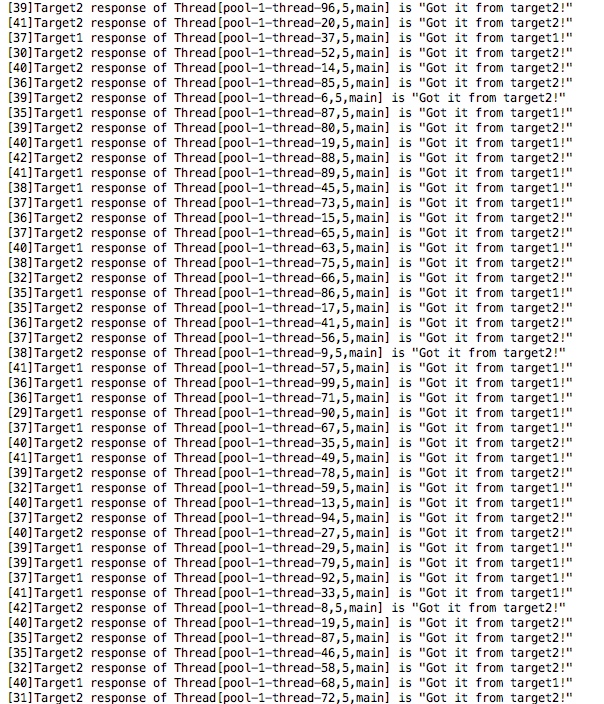 [39]Target2 response of Thread[pool-1-thread-96,5,main] is "Got it from target2!"
[41]Target2 response of Thread[pool-1-thread-20,5,main] is "Got it from target2!"
[37]Target1 response of Thread[pool-1-thread-37,5,main] is "Got it from target1!"
[30]Target2 response of Thread[pool-1-thread-52,5,main] is "Got it from target2!"
[40]Target2 response of Thread[pool-1-thread-14,5,main] is "Got it from target2!"
[36]Target2 response of Thread[pool-1-thread-85,5,main] is "Got it from target2!"
[39]Target2 response of Thread[pool-1-thread-6,5,main] is "Got it from target2!"
[35]Target1 response of Thread[pool-1-thread-87,5,main] is "Got it from target1!"
[39]Target2 response of Thread[pool-1-thread-80,5,main] is "Got it from target2!"
[40]Target1 response of Thread[pool-1-thread-19,5,main] is "Got it from target1!"
[42]Target2 response of Thread[pool-1-thread-88,5,main] is "Got it from target2!"
[41]Target1 response of Thread[pool-1-thread-89,5,main] is "Got it from target1!"
[38]Target1 response of Thread[pool-1-thread-45,5,main] is "Got it from target1!"
[37]Target1 response of Thread[pool-1-thread-73,5,main] is "Got it from target1!"
[36]Target2 response of Thread[pool-1-thread-15,5,main] is "Got it from target2!"
[37]Target2 response of Thread[pool-1-thread-65,5,main] is "Got it from target2!"
[40]Target1 response of Thread[pool-1-thread-63,5,main] is "Got it from target1!"
[38]Target2 response of Thread[pool-1-thread-75,5,main] is "Got it from target2!"
[32]Target2 response of Thread[pool-1-thread-66,5,main] is "Got it from target2!"
[35]Target1 response of Thread[pool-1-thread-86,5,main] is "Got it from target1!"
[35]Target2 response of Thread[pool-1-thread-17,5,main] is "Got it from target2!"
[36]Target2 response of Thread[pool-1-thread-41,5,main] is "Got it from target2!"
[37]Target2 response of Thread[pool-1-thread-56,5,main] is "Got it from target2!"
[38]Target2 response of Thread[pool-1-thread-9,5,main] is "Got it from target2!"
[41]Target1 response of Thread[pool-1-thread-57,5,main] is "Got it from target1!"
[36]Target1 response of Thread[pool-1-thread-99,5,main] is "Got it from target1!"
[36]Target1 response of Thread[pool-1-thread-71,5,main] is "Got it from target1!"
[29]Target1 response of Thread[pool-1-thread-90,5,main] is "Got it from target1!"
[37]Target1 response of Thread[pool-1-thread-67,5,main] is "Got it from target1!"
[40]Target2 response of Thread[pool-1-thread-35,5,main] is "Got it from target2!"
[41]Target1 response of Thread[pool-1-thread-49,5,main] is "Got it from target1!"
[39]Target2 response of Thread[pool-1-thread-78,5,main] is "Got it from target2!"
[32]Target1 response of Thread[pool-1-thread-59,5,main] is "Got it from target1!"
[40]Target1 response of Thread[pool-1-thread-13,5,main] is "Got it from target1!"
[37]Target2 response of Thread[pool-1-thread-94,5,main] is "Got it from target2!"
[40]Target2 response of Thread[pool-1-thread-27,5,main] is "Got it from target2!"
[39]Target1 response of Thread[pool-1-thread-29,5,main] is "Got it from target1!"
[39]Target1 response of Thread[pool-1-thread-79,5,main] is "Got it from target1!"
[37]Target1 response of Thread[pool-1-thread-92,5,main] is "Got it from target1!"
[41]Target1 response of Thread[pool-1-thread-33,5,main] is "Got it from target1!"
[42]Target2 response of Thread[pool-1-thread-8,5,main] is "Got it from target2!"
[40]Target2 response of Thread[pool-1-thread-19,5,main] is "Got it from target2!"
[35]Target2 response of Thread[pool-1-thread-87,5,main] is "Got it from target2!"
[35]Target2 response of Thread[pool-1-thread-46,5,main] is "Got it from target2!"
[32]Target2 response of Thread[pool-1-thread-58,5,main] is "Got it from target2!"
[40]Target1 response of Thread[pool-1-thread-68,5,main] is "Got it from target1!"
[31]Target2 response of Thread[pool-1-thread-72,5,main] is "Got it from target2!"